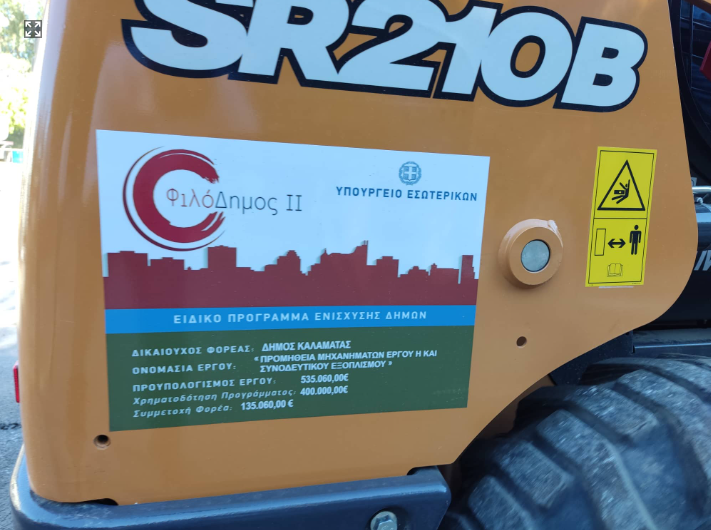 SR210B
ΦιλόΔημος ΙΙ
ΥΠΟΥΡΓΕΙΟ ΕΣΩΤΕΡΙΚΩΝ
ΕΙΔΙΚΟ ΠΡΟΓΡΑΜΜΑ ΕΝΙΣΧΥΣΗΣ ΔΗΜΩΝ
ΔΙΚΑΙΟΥΧΟΣ ΦΟΡΕΑΣ: ΔΗΜΟΣ ΚΑΛΑΜΑΤΑΣ
ΟΝΟΜΑΣΙΑ ΕΡΓΟΥ: « ΠΡΟΜΗΘΕΙΑ ΜΗΧΑΝΗΜΑΤΩΝ ΕΡΓΟΥ Η ΚΑΙ
ΣΥΝΟΔΕΥΤΙΚΟΥ ΕΞΟΠΛΙΣΜΟΥ »
ΠΡΟΥΠΟΛΟΓΙΣΜΟΣ ΕΡΓΟΥ: 535.060,00€
Χρηματοδότηση Προγράμματος: 400.000,00€
Συμμετοχή Φορέα: 135.060,00 €